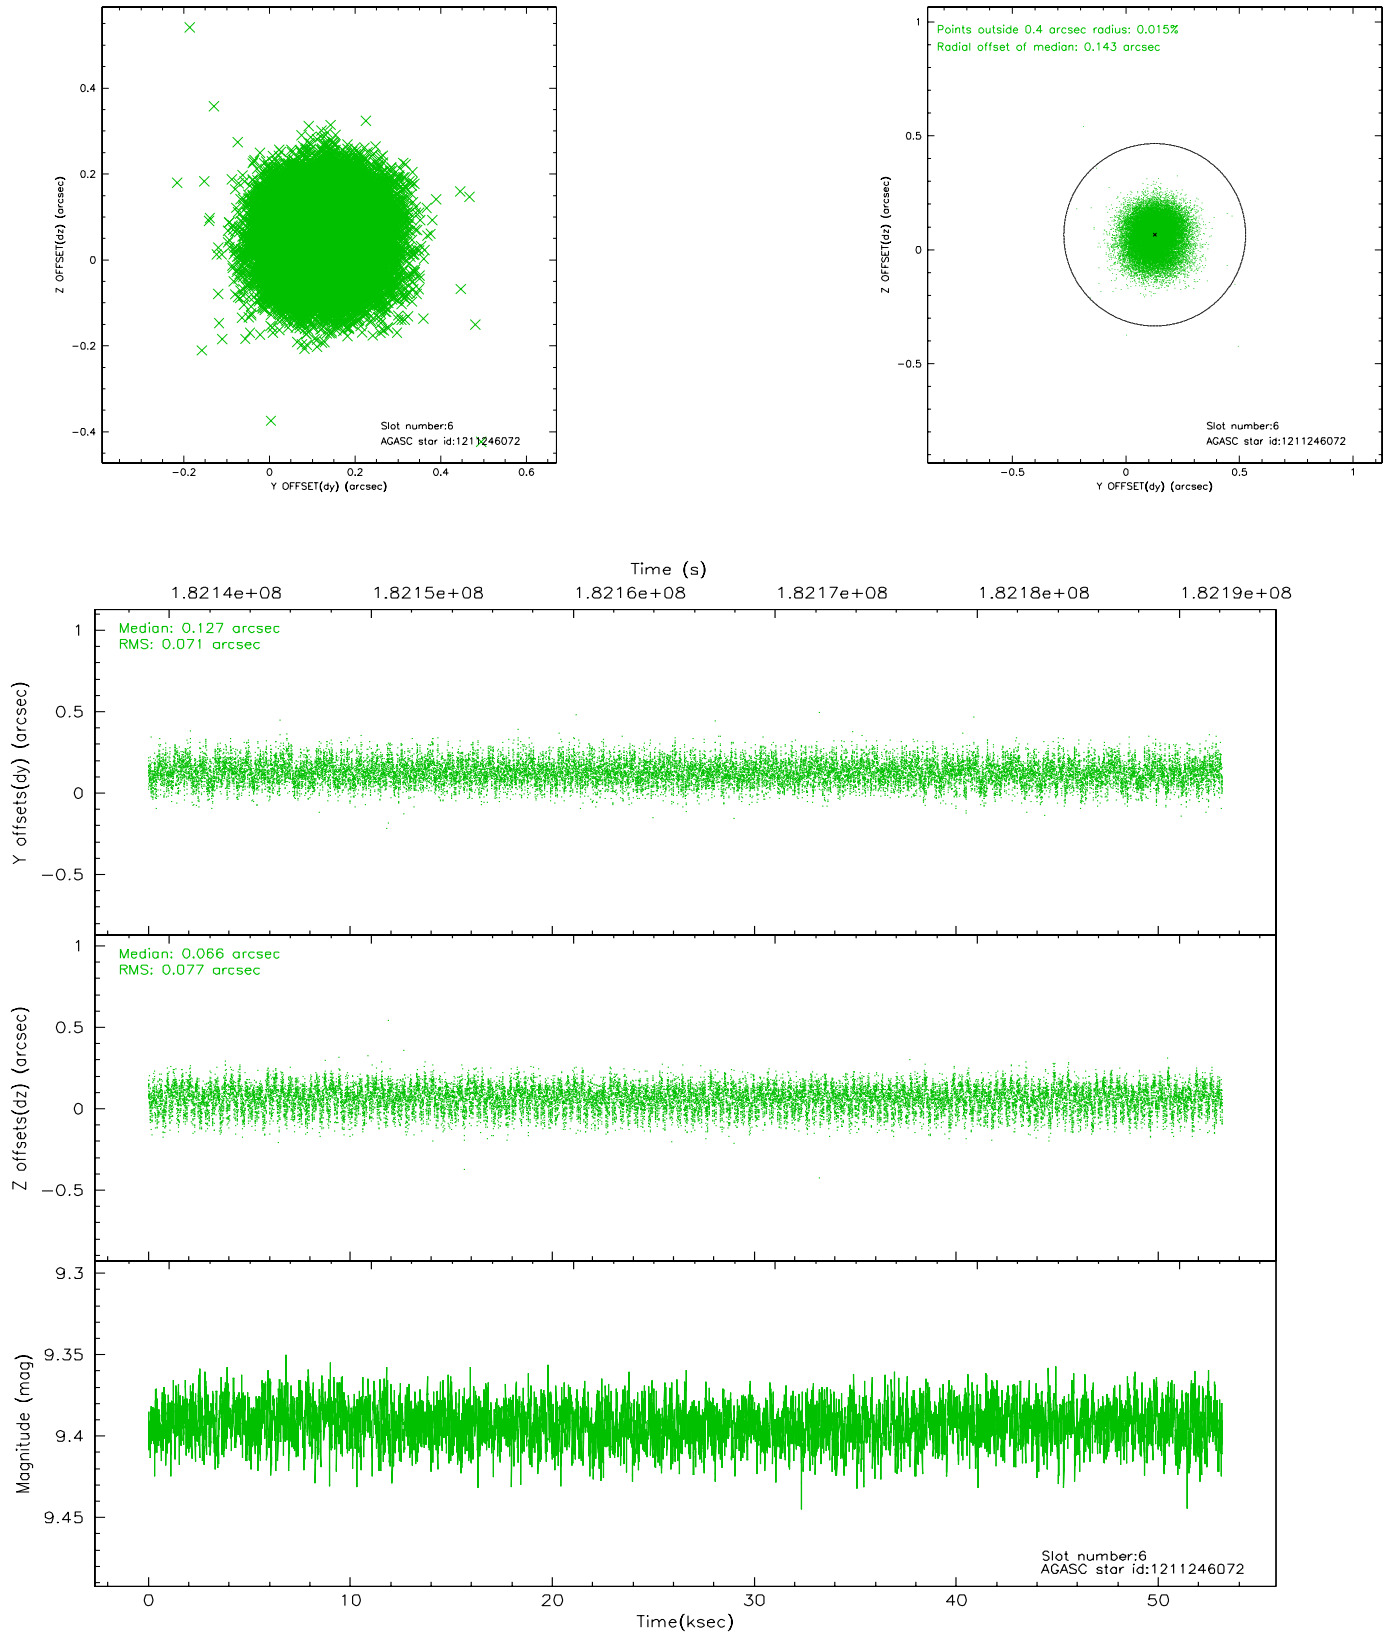 0.4
0.2
0
-0.2
-0.4
Z OFFSET(dz) (arcsec)
Slot number:6
AGASC star id:1211246072
-0.2 0 0.2 0.4 0.6
Y OFFSET(dy) (arcsec)
Points outside 0.4 arcsec radius: 0.015%
Radial offset of median: 0.143 arcsec
1
0.5
0
-0.5
Z OFFSET(dz) (arcsec)
Slot number:6
AGASC star id:1211246072
-0.5 0 0.5 1
Y OFFSET(dy) (arcsec)
Time (s)
1.8214e+08 1.8215e+08 1.8216e+08 1.8217e+08 1.8218e+08 1.8219e+08
Median: 0.127 arcsec
RMS: 0.071 arcsec
1
0.5
0
-0.5
Y offsets(dy) (arcsec)
Median: 0.066 arcsec
RMS: 0.077 arcsec
1
0.5
0
-0.5
Z offsets(dz) (arcsec)
9.3
9.35
9.4
9.45
Magnitude (mag)
Slot number:6
AGASC star id:1211246072
0 10 20 30 40 50
Time(ksec)